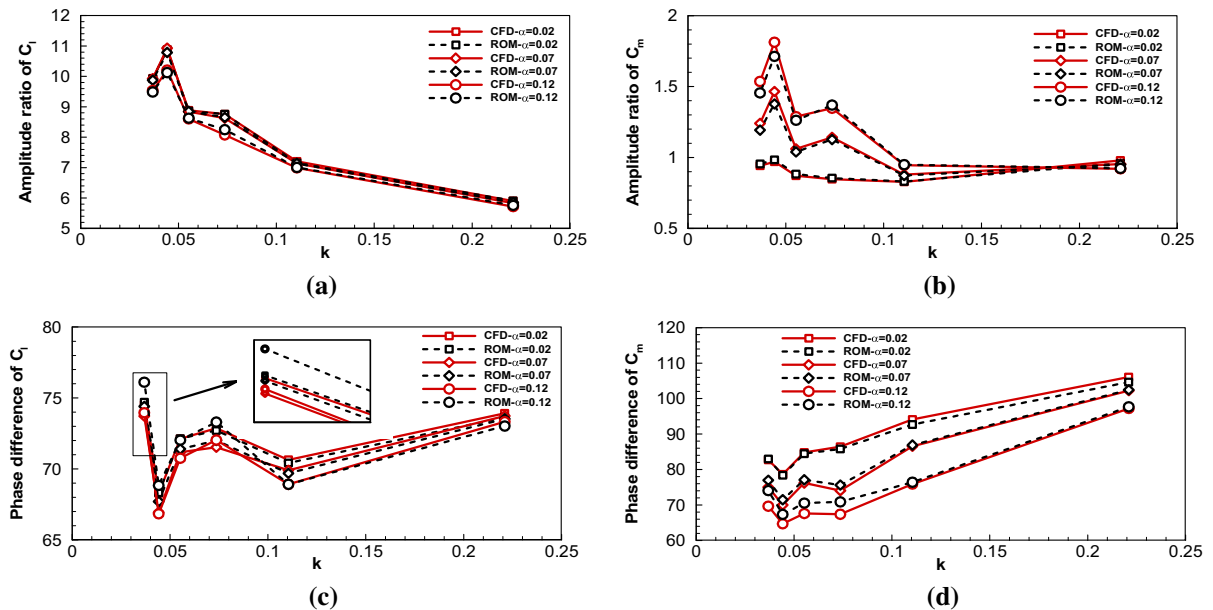 Amplitude ratio of Cl
12
11
10
9
8
7
6
5
0
0.05
0.1
0.15
0.2
0.25
k
CFD-α=0.02
ROM-α=0.02
CFD-α=0.07
ROM-α=0.07
CFD-α=0.12
ROM-α=0.12
(a)
Amplitude ratio of Cm
2
1.5
1
0.5
0
0.05
0.1
0.15
0.2
0.25
k
CFD-α=0.02
ROM-α=0.02
CFD-α=0.07
ROM-α=0.07
CFD-α=0.12
ROM-α=0.12
(b)
Phase difference of Cl
80
75
70
65
0
0.05
0.1
0.15
0.2
0.25
k
CFD-α=0.02
ROM-α=0.02
CFD-α=0.07
ROM-α=0.07
CFD-α=0.12
ROM-α=0.12
(c)
Phase difference of Cm
120
110
100
90
80
70
60
0
0.05
0.1
0.15
0.2
0.25
k
CFD-α=0.02
ROM-α=0.02
CFD-α=0.07
ROM-α=0.07
CFD-α=0.12
ROM-α=0.12
(d)